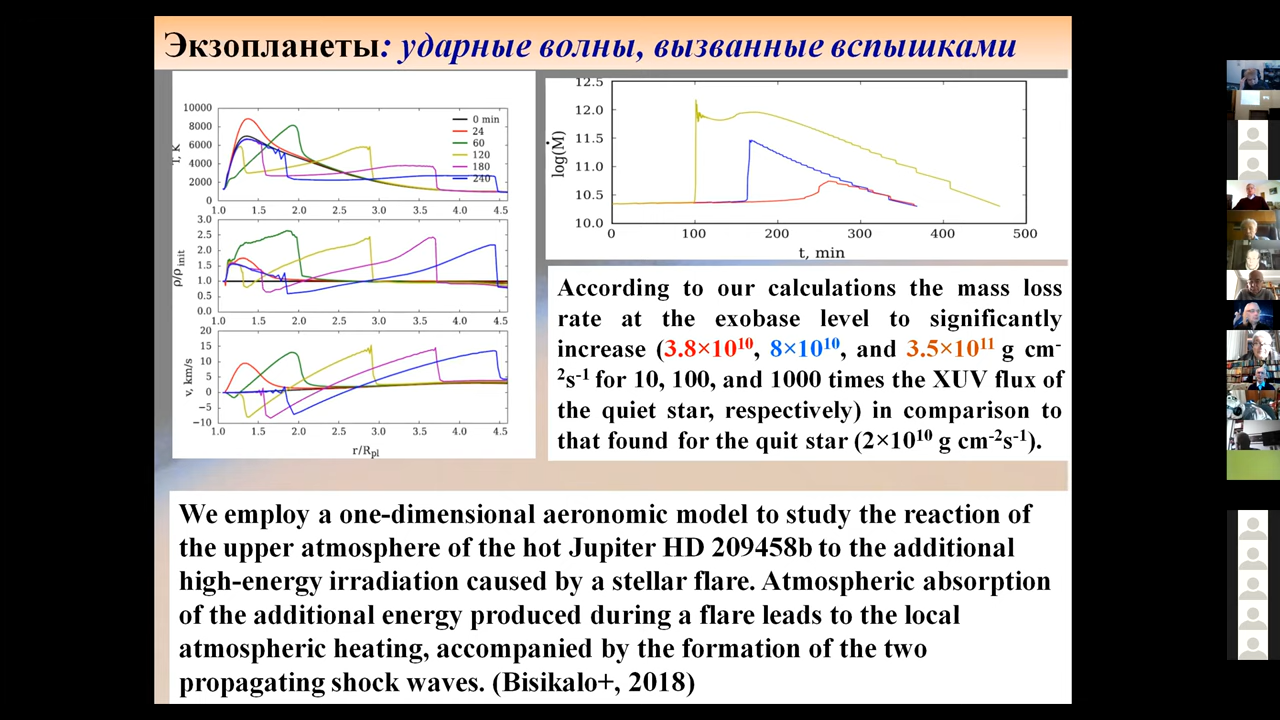 Экзопланеты: ударные волны, вызванные вспышками
10000
8000
6000
4000
2000
0
T, K
0 min
24
60
120
180
240
1.0 1.5 2.0 2.5 3.0 3.5 4.0 4.5
3.0
2.5
2.0
1.5
1.0
0.5
0.0
ρ/ρinit
1.0 1.5 2.0 2.5 3.0 3.5 4.0 4.5
20
15
10
5
0
−5
−10
v, km/s
1.0 1.5 2.0 2.5 3.0 3.5 4.0 4.5
r/Rpl
12.5
12.0
11.5
11.0
10.5
10.0
log(Ṁ)
0 100 200 300 400 500
t, min
According to our calculations the mass loss
rate at the exobase level to significantly
increase (3.8×10¹⁰, 8×10¹⁰, and 3.5×10¹¹ g cm⁻
²s⁻¹ for 10, 100, and 1000 times the XUV flux of
the quiet star, respectively) in comparison to
that found for the quit star (2×10¹⁰ g cm⁻²s⁻¹).
We employ a one-dimensional aeronomic model to study the reaction of
the upper atmosphere of the hot Jupiter HD 209458b to the additional
high-energy irradiation caused by a stellar flare. Atmospheric absorption
of the additional energy produced during a flare leads to the local
atmospheric heating, accompanied by the formation of the two
propagating shock waves. (Bisikalo+, 2018)